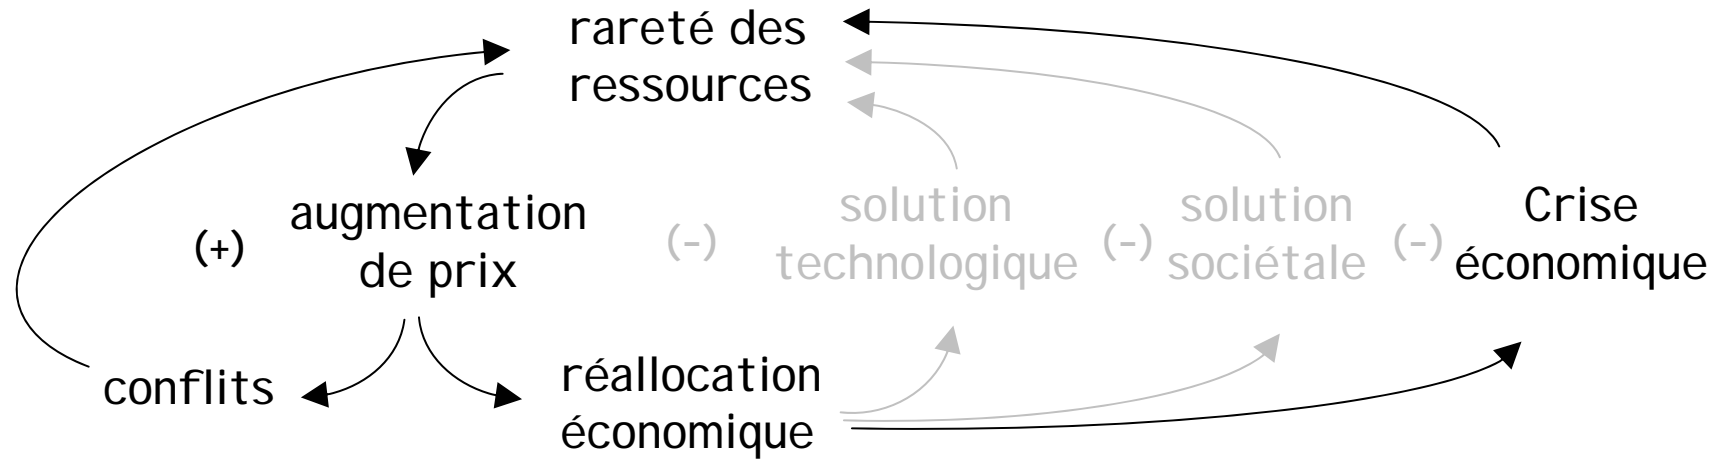 rareté des
ressources
augmentation
de prix
(+)
(-)
solution
technologique
(-)
solution
sociétale
(-)
Crise
économique
conflits
réallocation
économique